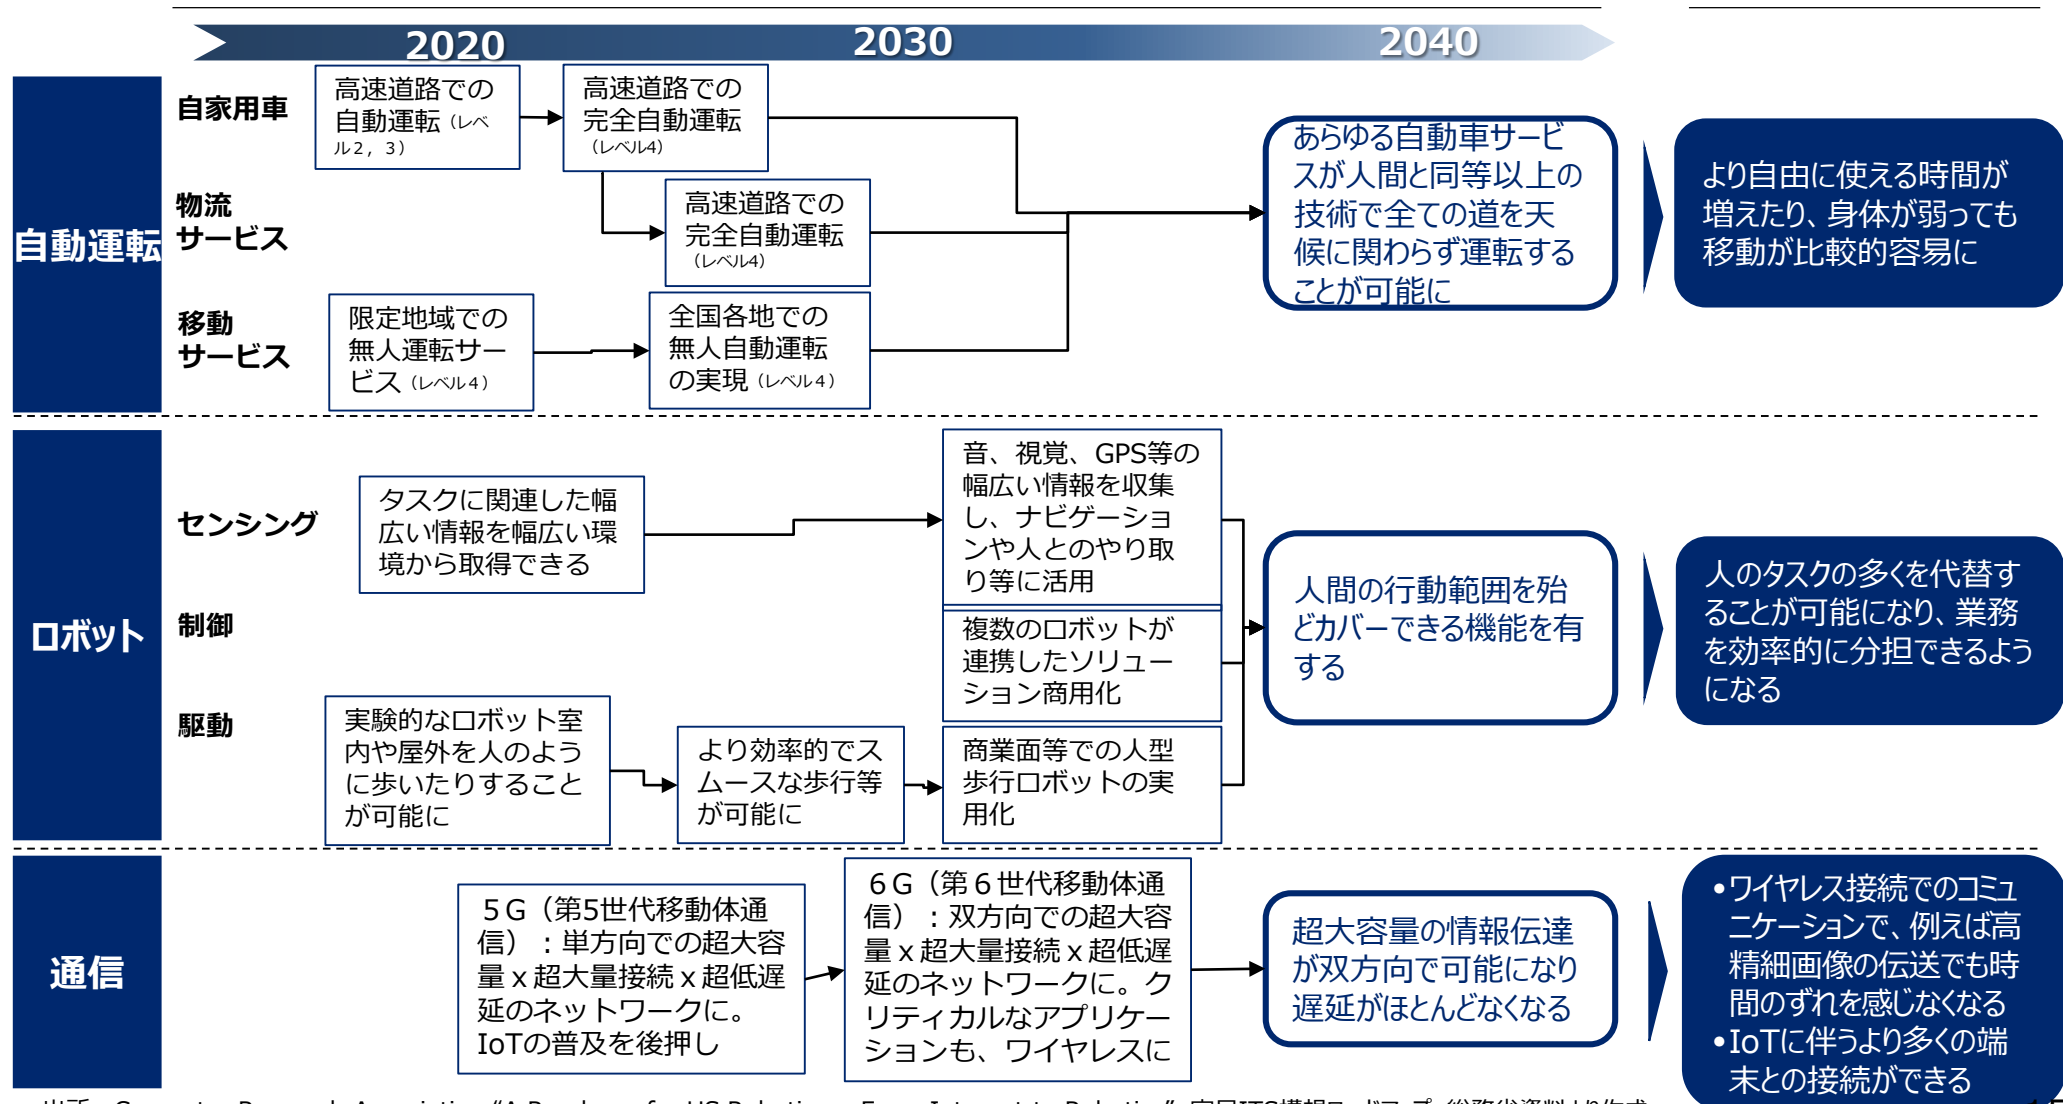 2020
2030
2040
自動運転
自家用車
高速道路での
自動運転（レベ
ル２，３）
高速道路での
完全自動運転
（レベル4）
物流
サービス
高速道路での
完全自動運転
（レベル4）
移動
サービス
限定地域での
無人運転サー
ビス（レベル４）
全国各地での
無人自動運転
の実現（レベル４）
あらゆる自動車サービ
スが人間と同等以上の
技術で全ての道を天
候に関わらず運転する
ことが可能に
より自由に使える時間が
増えたり、身体が弱っても
移動が比較的容易に
ロボット
センシング
タスクに関連した幅
広い情報を幅広い環
境から取得できる
音、視覚、GPS等の
幅広い情報を収集
し、ナビゲーショ
ンや人とのやり取
り等に活用
制御
複数のロボットが
連携したソリュー
ション商用化
駆動
実験的なロボット室
内や屋外を人のよう
に歩いたりすること
が可能に
より効率的でス
ムースな歩行等
が可能に
商業面等での人型
歩行ロボットの実
用化
人間の行動範囲を殆
どカバーできる機能を有
する
人のタスクの多くを代替す
ることが可能になり、業務
を効率的に分担できるよう
になる
通信
５G（第5世代移動体通
信）：単方向での超大容
量ｘ超大量接続ｘ超低遅
延のネットワークに。
IoTの普及を後押し
６G（第６世代移動体通
信）：双方向での超大容
量ｘ超大量接続ｘ超低遅
延のネットワークに。ク
リティカルなアプリケー
ションも、ワイヤレスに
超大容量の情報伝達
が双方向で可能になり
遅延がほとんどなくなる
•ワイヤレス接続でのコミュ
ニケーションで、例えば高
精細画像の伝送でも時
間のずれを感じなくなる
•IoTに伴うより多くの端
末との接続ができる